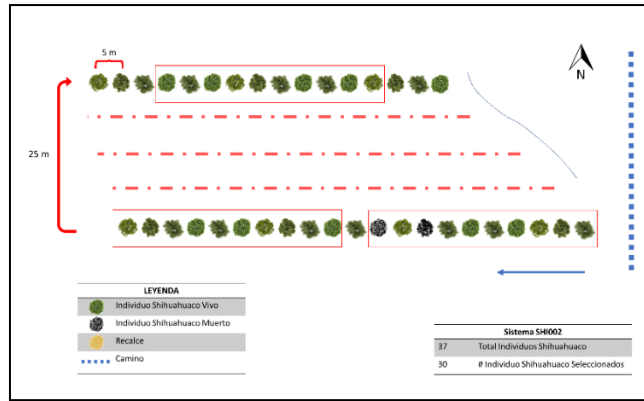 5 m
N
25 m
LEYENDA
Individuo Shihuahuaco Vivo
Individuo Shihuahuaco Muerto
Recalce
Camino
Sistema SHI002
37 Total Individuos Shihuahuaco
30 # Individuo Shihuahuaco Seleccionados